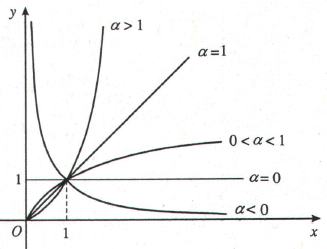 y
α > 1
α = 1
0 < α < 1
1
α = 0
α < 0
O
1
x